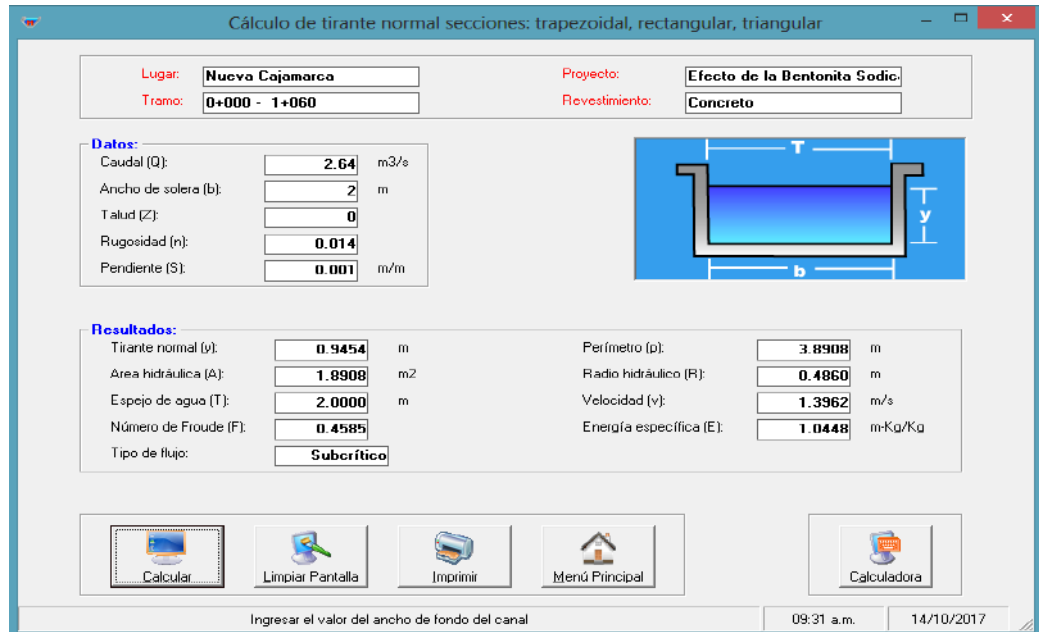 Cálculo de tirante normal secciones: trapezoidal, rectangular, triangular
Lugar: Nueva Cajamarca Proyecto: Efecto de la Bentonita Sodic
Tramo: 0+000 - 1+060 Revestimiento: Concreto
Datos:
Caudal (Q): 2.64 m3/s
Ancho de solera (b): 2 m
Talud (Z): 0
Rugosidad (n): 0.014
Pendiente (S): 0.001 m/m
T
y
b
Resultados:
Tirante normal (y): 0.9454 m Perímetro (p): 3.8908 m
Area hidráulica (A): 1.8908 m2 Radio hidráulico (R): 0.4860 m
Espejo de agua (T): 2.0000 m Velocidad (v): 1.3962 m/s
Número de Froude (F): 0.4585 Energía específica (E): 1.0448 m-Kg/Kg
Tipo de flujo: Subcrítico
Calcular Limpiar Pantalla Imprimir Menú Principal Calculadora
Ingresar el valor del ancho de fondo del canal 09:31 a.m. 14/10/2017